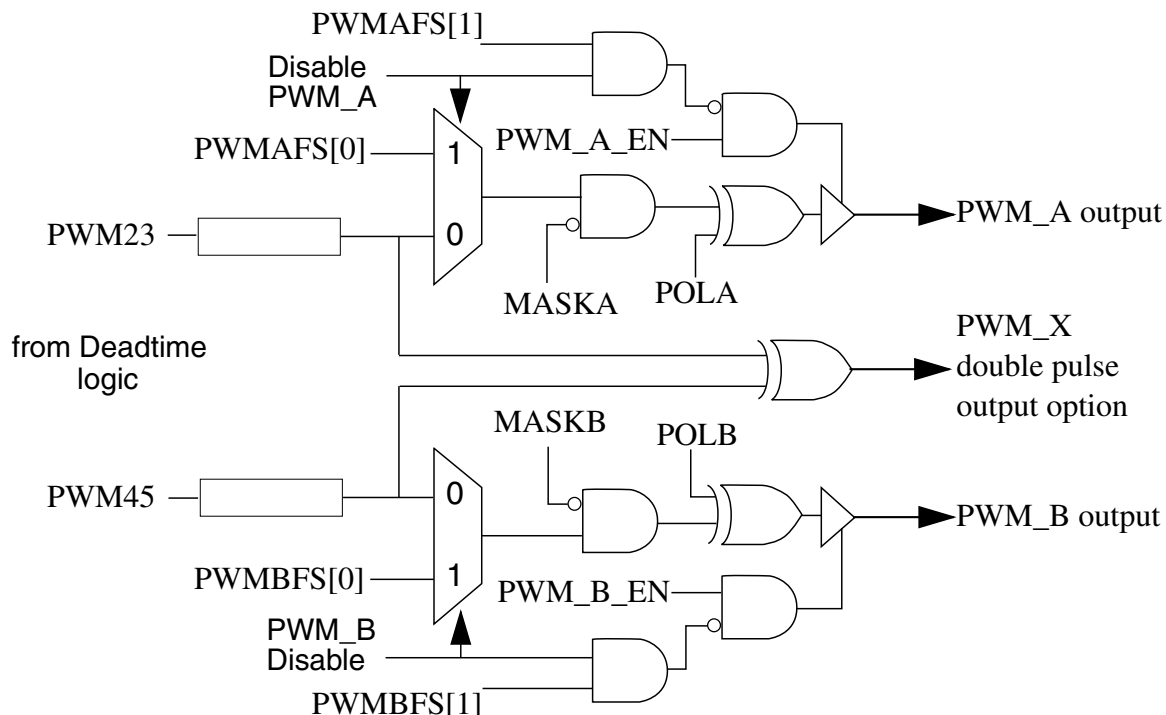 PWMAFS[1]
Disable
PWM_A
PWMAFS[0]
1
PWM_A_EN
0
PWM23
PWM_A output
MASKA
POLA
from Deadtime
logic
PWM_X
double pulse
output option
MASKB
POLB
PWM45
0
PWM_B output
PWMBFS[0]
1
PWM_B_EN
PWM_B
Disable
PWMBFS[1]